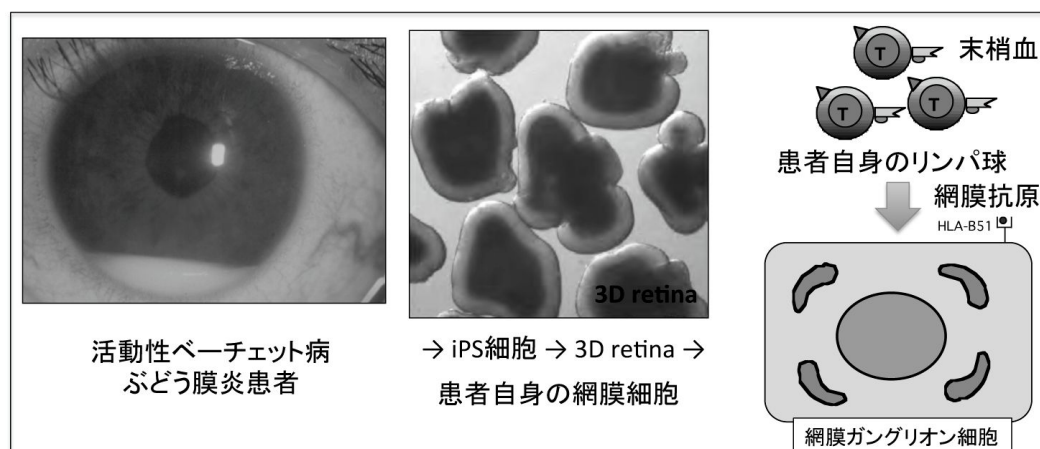 活動性ベーチェット病
ぶどう膜炎患者
3D retina
→ iPS細胞 → 3D retina →
患者自身の網膜細胞
T
末梢血
T
T
患者自身のリンパ球
網膜抗原
HLA-B51
網膜ガングリオン細胞